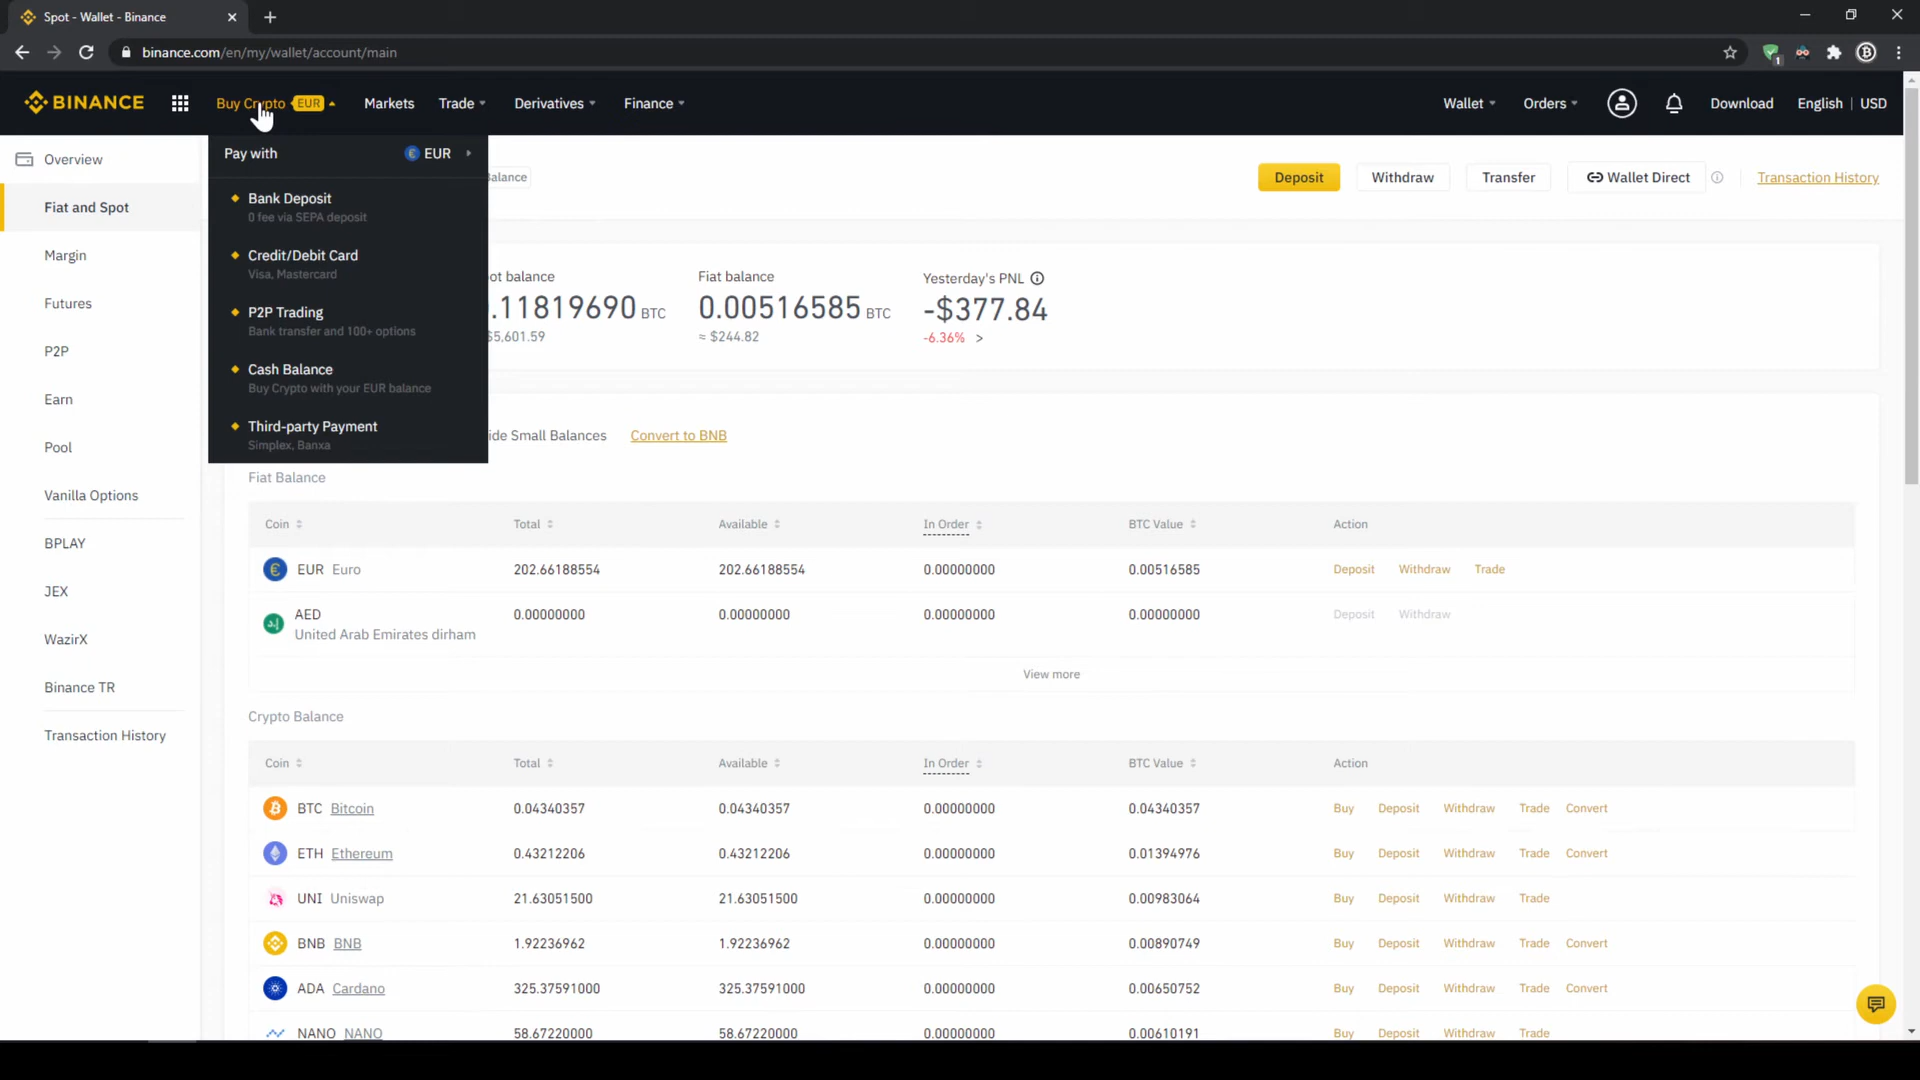 Spot - Wallet - Binance
binance.com/en/my/wallet/account/main
1
BINANCE Buy Crypto EUR Markets Trade Derivatives Finance Wallet Orders Download English | USD
Overview
Fiat and Spot
Margin
Futures
P2P
Earn
Pool
Vanilla Options
BPLAY
JEX
WazirX
Binance TR
Transaction History
Pay with EUR
Bank Deposit
0 fee via SEPA deposit
Credit/Debit Card
Visa, Mastercard
P2P Trading
Bank transfer and 100+ options
Cash Balance
Buy Crypto with your EUR balance
Third-party Payment
Simplex, Banxa
Deposit Withdraw Transfer Wallet Direct Transaction History
balance Fiat balance Yesterday's PNL
.11819690 BTC 0.00516585 BTC -$377.84
$5,601.59 ≈ $244.82 -6.36% >
Small Balances Convert to BNB
Fiat Balance
Coin Total Available In Order BTC Value Action
EUR Euro 202.66188554 202.66188554 0.00000000 0.00516585 Deposit Withdraw Trade
AED 0.00000000 0.00000000 0.00000000 0.00000000 Deposit Withdraw
United Arab Emirates dirham
View more
Crypto Balance
Coin Total Available In Order BTC Value Action
BTC Bitcoin 0.04340357 0.04340357 0.00000000 0.04340357 Buy Deposit Withdraw Trade Convert
ETH Ethereum 0.43212206 0.43212206 0.00000000 0.01394976 Buy Deposit Withdraw Trade Convert
UNI Uniswap 21.63051500 21.63051500 0.00000000 0.00983064 Buy Deposit Withdraw Trade
BNB BNB 1.92236962 1.92236962 0.00000000 0.00890749 Buy Deposit Withdraw Trade Convert
ADA Cardano 325.37591000 325.37591000 0.00000000 0.00650752 Buy Deposit Withdraw Trade Convert
NANO NANO 58.67220000 58.67220000 0.00000000 0.00610191 Buy Deposit Withdraw Trade